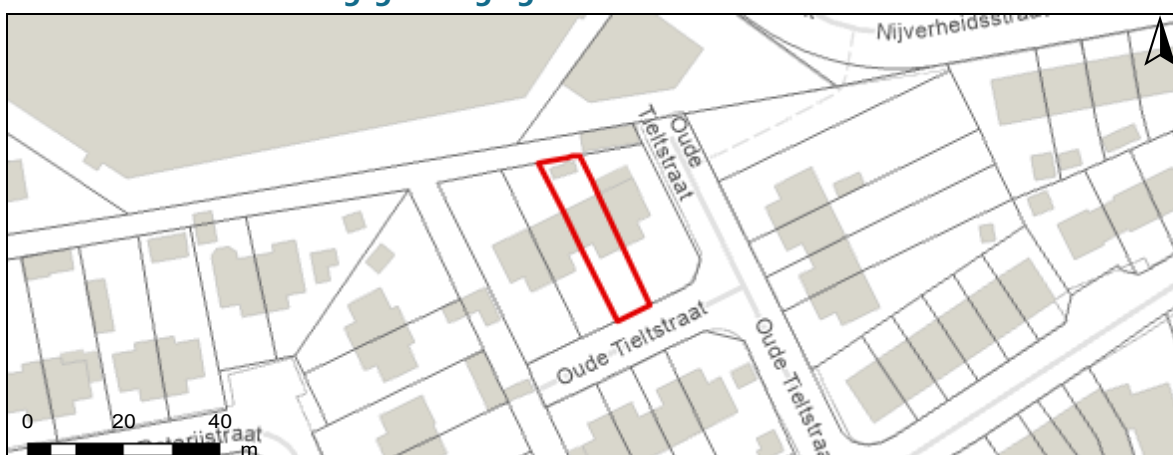 Nijverheidsstraat
Oude
Tieltstraat
Oude Tieltstraat
Oude Tieltstraat
0 20 40
m